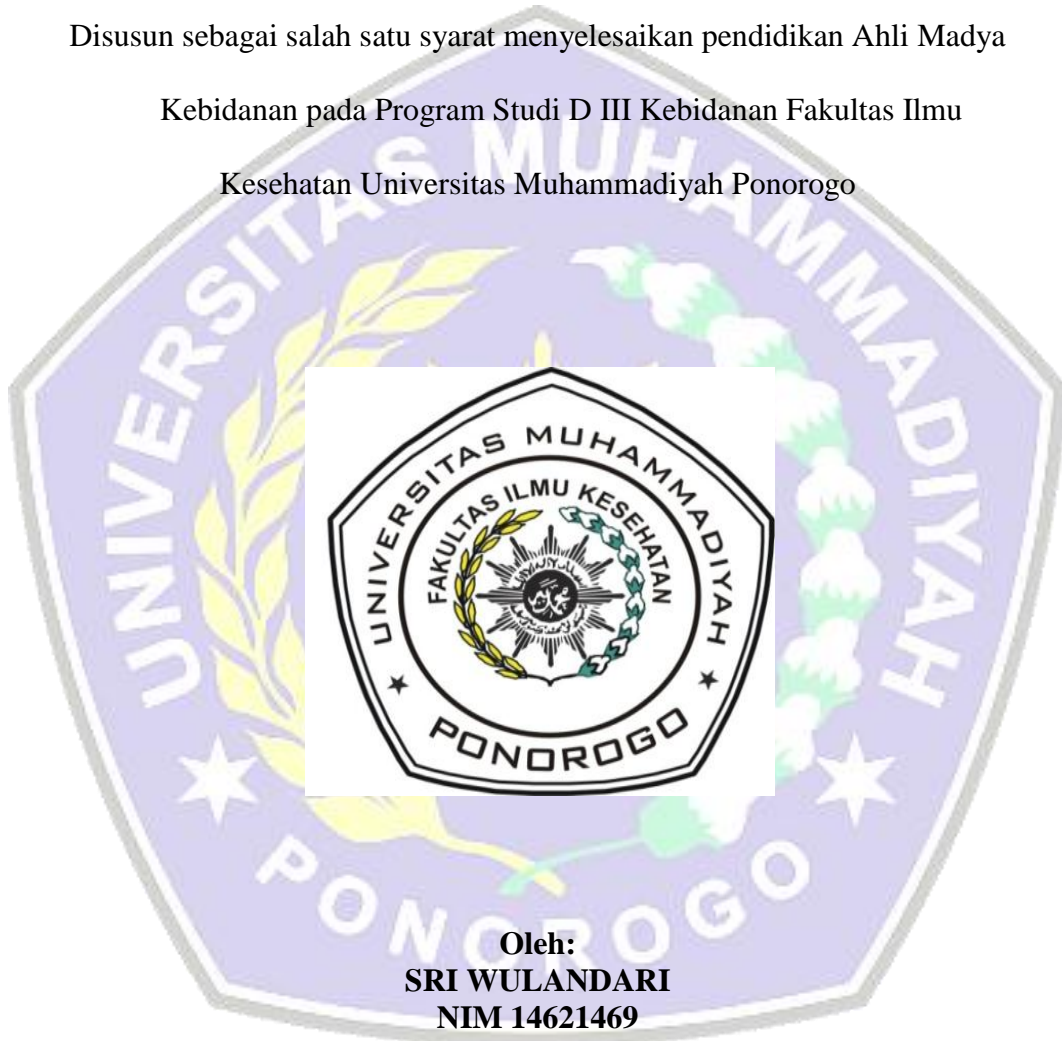 Disusun sebagai salah satu syarat menyelesaikan pendidikan Ahli Madya
Kebidanan pada Program Studi D III Kebidanan Fakultas Ilmu
Kesehatan Universitas Muhammadiyah Ponorogo
UNIVERSITAS MUHAMMADIYAH
PONOROGO
UNIVERSITAS MUHAMMADIYAH
FAKULTAS ILMU KESEHATAN
PONOROGO
Oleh:
SRI WULANDARI
NIM 14621469